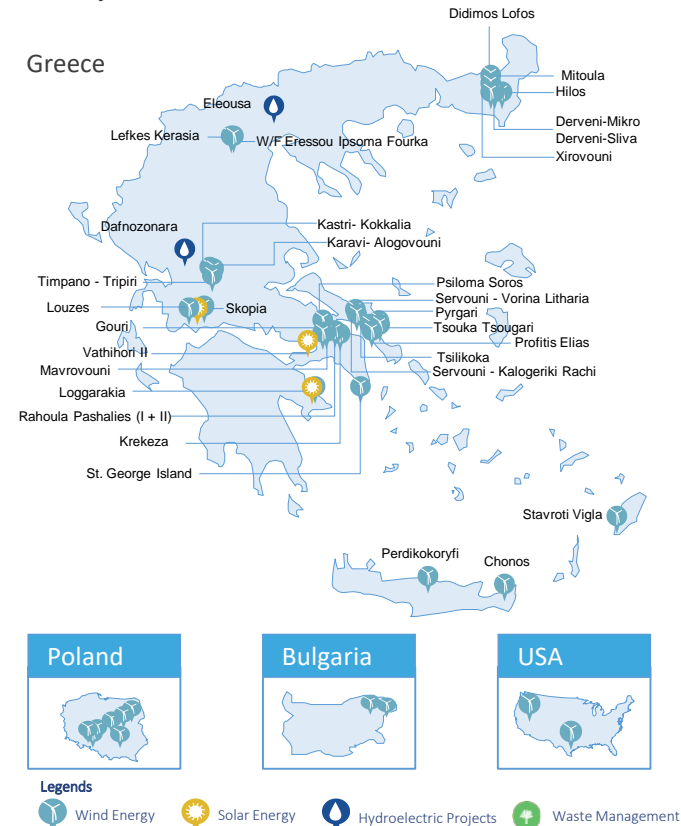 Didimos Lofos
Greece
Mitoula
Hilos
Eleousa
Derveni-Mikro
Derveni-Sliva
Lefkes Kerasia
W/F Eressou Ipsoma Fourka
Xirovouni
Dafnozonara
Kastri- Kokkalia
Karavi- Alogovouni
Timpano - Tripiri
Psiloma Soros
Servouni - Vorina Litharia
Louzes
Skopia
Pyrgari
Gouri
Tsouka Tsougari
Profitis Elias
Vathihori II
Tsilikoka
Mavrovouni
Servouni - Kalogeriki Rachi
Loggarakia
Rahoula Pashalies (I + II)
Krekeza
St. George Island
Stavroti Vigla
Perdikokoryfi
Chonos
Poland
Bulgaria
USA
Legends
Wind Energy
Solar Energy
Hydroelectric Projects
Waste Management